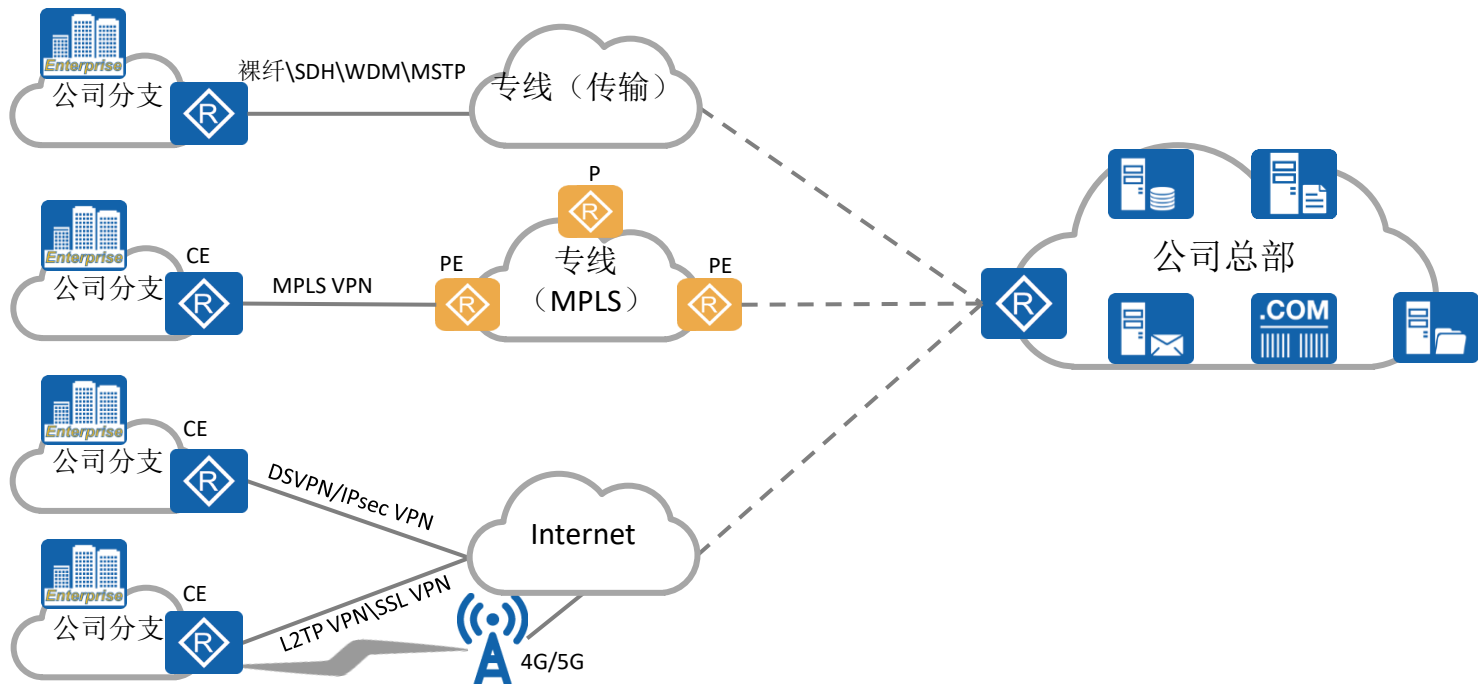 Enterprise
公司分支
R
裸纤\SDH\WDM\MSTP
专线（传输）
Enterprise
公司分支
CE
R
MPLS VPN
PE
R
P
R
专线
（MPLS）
PE
R
R
公司总部
.COM
Enterprise
公司分支
CE
R
DSVPN/IPsec VPN
Internet
Enterprise
公司分支
CE
R
L2TP VPN\SSL VPN
4G/5G